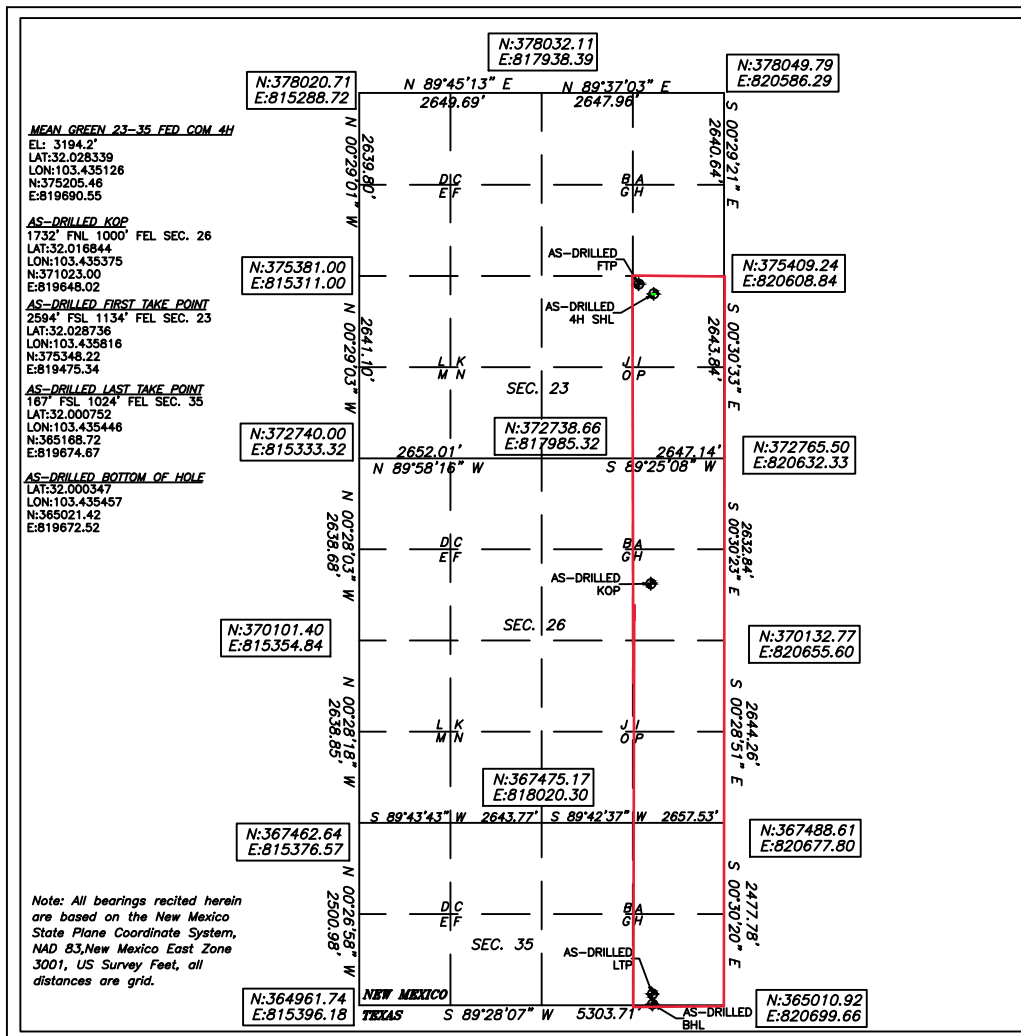 N:378032.11
E:817938.39
N:378020.71
E:815288.72
N 89°45'13" E
2649.69'
N 89°37'03" E
2647.96'
N:378049.79
E:820586.29
MEAN GREEN 23-35 FED COM 4H
EL: 3194.2'
LAT:32.028339
LON:103.435126
N:375205.46
E:819690.55
AS-DRILLED KOP
1732' FNL 1000' FEL SEC. 26
LAT:32.016844
LON:103.435375
N:371023.00
E:819648.02
AS-DRILLED FIRST TAKE POINT
2594' FSL 1134' FEL SEC. 23
LAT:32.028736
LON:103.435816
N:375348.22
E:819475.34
AS-DRILLED LAST TAKE POINT
167' FSL 1024' FEL SEC. 35
LAT:32.000752
LON:103.435446
N:365168.72
E:819674.67
AS-DRILLED BOTTOM OF HOLE
LAT:32.000347
LON:103.435457
N:365021.42
E:819672.52
N 00°29'01" W
2639.80'
S 00°29'21" E
2640.64'
D C
E F
B A
G H
N:375381.00
E:815311.00
AS-DRILLED
FTP
AS-DRILLED
4H SHL
N:375409.24
E:820608.84
N 00°29'03" W
2641.10'
S 00°30'33" E
2643.84'
L K
M N
J I
O P
SEC. 23
N:372740.00
E:815333.32
N:372738.66
E:817985.32
2652.01'
N 89°58'16" W
2647.14'
S 89°25'08" W
N:372765.50
E:820632.33
N 00°28'03" W
2638.68'
S 00°30'23" E
2632.84'
D C
E F
B A
G H
AS-DRILLED
KOP
SEC. 26
N:370101.40
E:815354.84
N:370132.77
E:820655.60
N 00°28'18" W
2638.85'
S 00°28'51" E
2644.26'
L K
M N
J I
O P
N:367475.17
E:818020.30
S 89°43'43" W 2643.77'
S 89°42'37" W 2657.53'
N:367462.64
E:815376.57
N:367488.61
E:820677.80
N 00°26'58" W
2500.98'
S 00°30'20" E
2477.78'
D C
E F
B A
G H
SEC. 35
AS-DRILLED
LTP
Note: All bearings recited herein
are based on the New Mexico
State Plane Coordinate System,
NAD 83,New Mexico East Zone
3001, US Survey Feet, all
distances are grid.
N:364961.74
E:815396.18
NEW MEXICO
TEXAS
S 89°28'07" W 5303.71'
AS-DRILLED
BHL
N:365010.92
E:820699.66